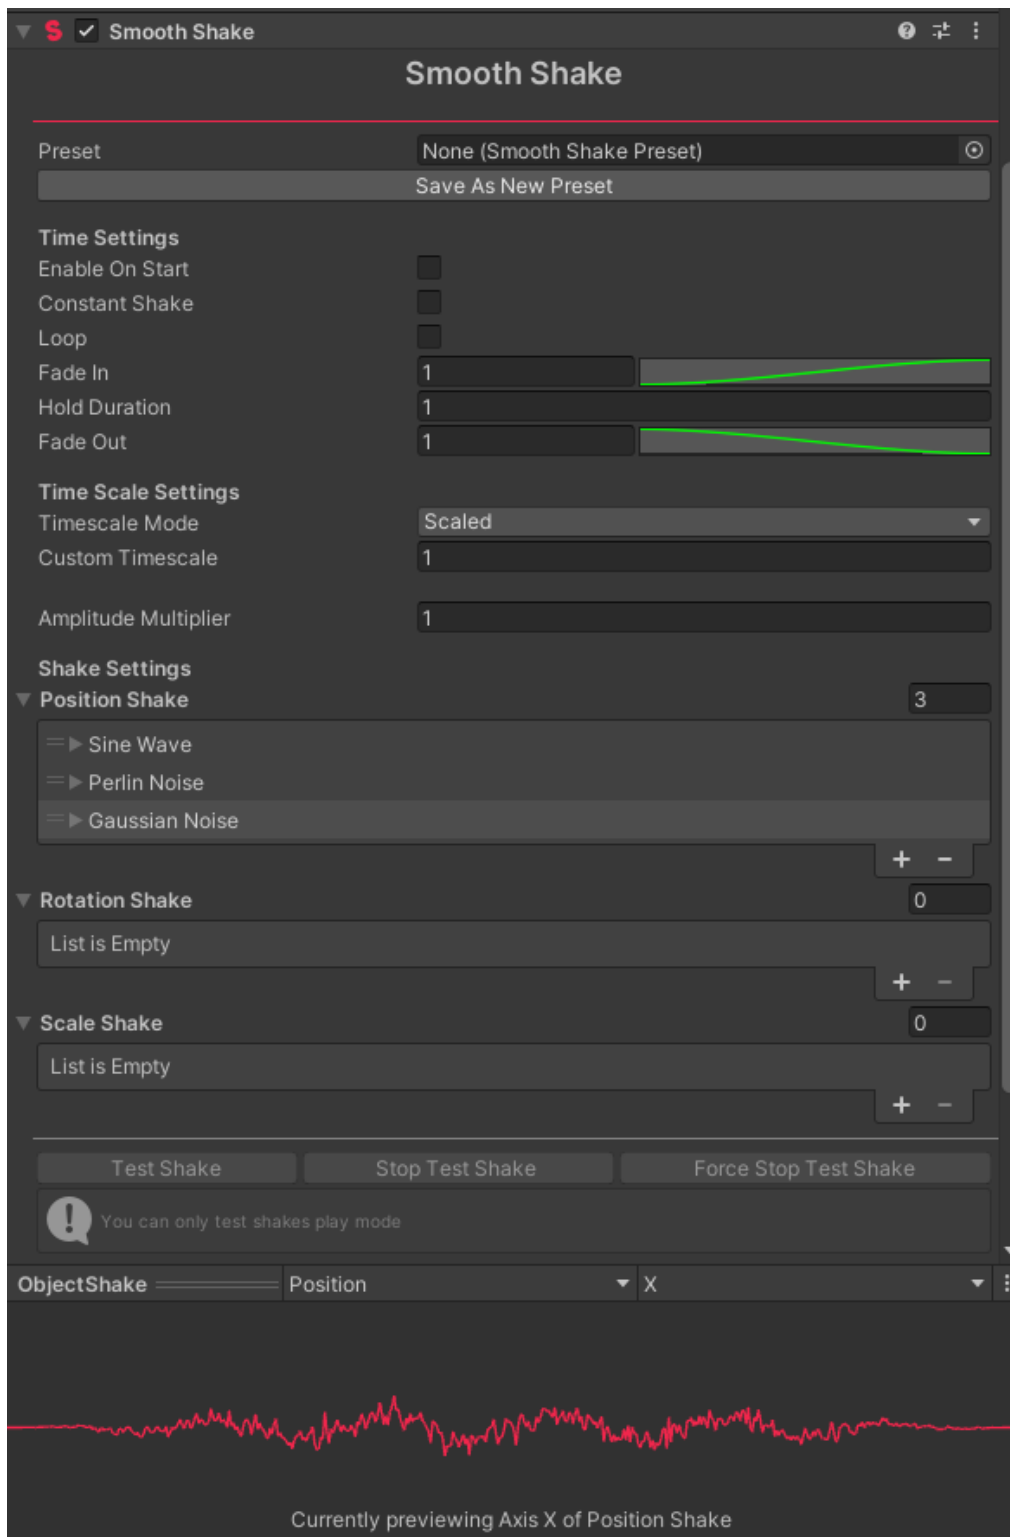 Smooth Shake
Smooth Shake
Preset None (Smooth Shake Preset)
Save As New Preset
Time Settings
Enable On Start
Constant Shake
Loop
Fade In 1
Hold Duration 1
Fade Out 1
Time Scale Settings
Timescale Mode Scaled
Custom Timescale 1
Amplitude Multiplier 1
Shake Settings
Position Shake 3
Sine Wave
Perlin Noise
Gaussian Noise
+ -
Rotation Shake 0
List is Empty
+ -
Scale Shake 0
List is Empty
+ -
Test Shake Stop Test Shake Force Stop Test Shake
You can only test shakes play mode
ObjectShake Position X
Currently previewing Axis X of Position Shake